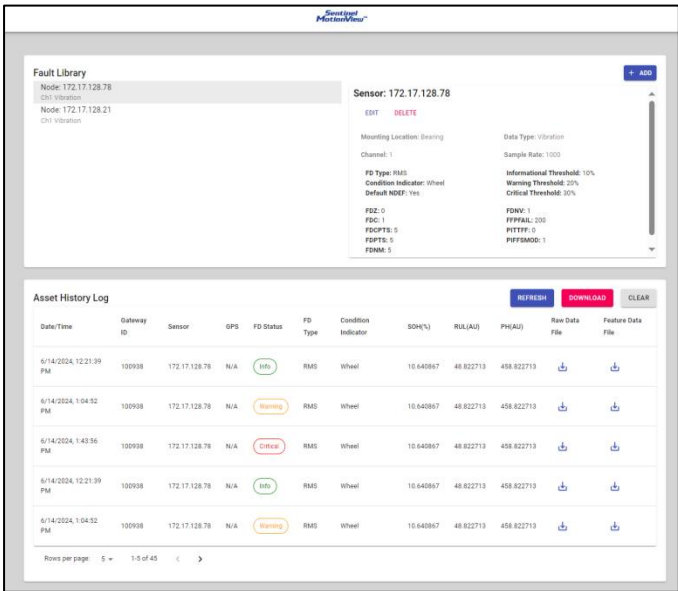 Sentinel
MotionView™
Fault Library
+ ADD
Node: 172.17.128.78
Ch1 Vibration
Node: 172.17.128.21
Ch1 Vibration
Sensor: 172.17.128.78
EDIT DELETE
Mounting Location: Bearing Data Type: Vibration
Channel: 1 Sample Rate: 1000
FD Type: RMS Informational Threshold: 10%
Condition Indicator: Wheel Warning Threshold: 20%
Default NDEF: Yes Critical Threshold: 30%
FDZ: 0 FDNV: 1
FDC: 1 FFPFAIL: 200
FDCPTS: 5 PITTFF: 0
FDPTS: 5 PIFFSMOD: 1
FDNM: 5
Asset History Log
REFRESH DOWNLOAD CLEAR
Date/Time Gateway ID Sensor GPS FD Status FD Type Condition Indicator SOH(%) RUL(AU) PH(AU) Raw Data File Feature Data File
6/14/2024, 12:21:39 PM 100938 172.17.128.78 N/A Info RMS Wheel 10.640867 48.822713 458.822713
6/14/2024, 1:04:52 PM 100938 172.17.128.78 N/A Warning RMS Wheel 10.640867 48.822713 458.822713
6/14/2024, 1:43:56 PM 100938 172.17.128.78 N/A Critical RMS Wheel 10.640867 48.822713 458.822713
6/14/2024, 12:21:39 PM 100938 172.17.128.78 N/A Info RMS Wheel 10.640867 48.822713 458.822713
6/14/2024, 1:04:52 PM 100938 172.17.128.78 N/A Warning RMS Wheel 10.640867 48.822713 458.822713
Rows per page: 5 1-5 of 45